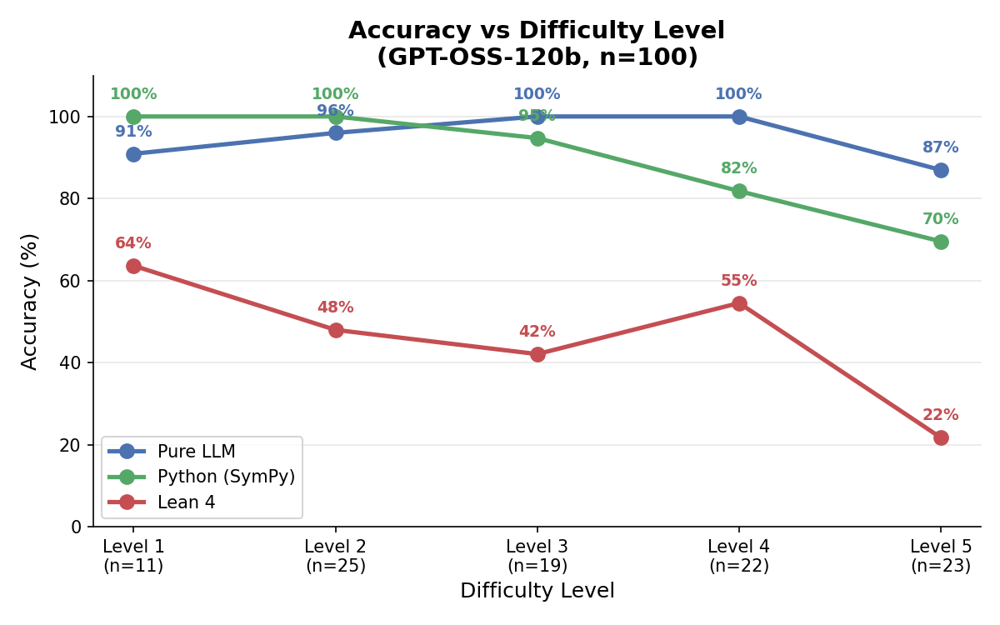 Accuracy vs Difficulty Level
(GPT-OSS-120b, n=100)
100%
100%
100%
100%
96%
95%
91%
87%
82%
70%
64%
55%
48%
42%
22%
100
80
60
40
20
0
Accuracy (%)
Pure LLM
Python (SymPy)
Lean 4
Level 1
(n=11)
Level 2
(n=25)
Level 3
(n=19)
Level 4
(n=22)
Level 5
(n=23)
Difficulty Level